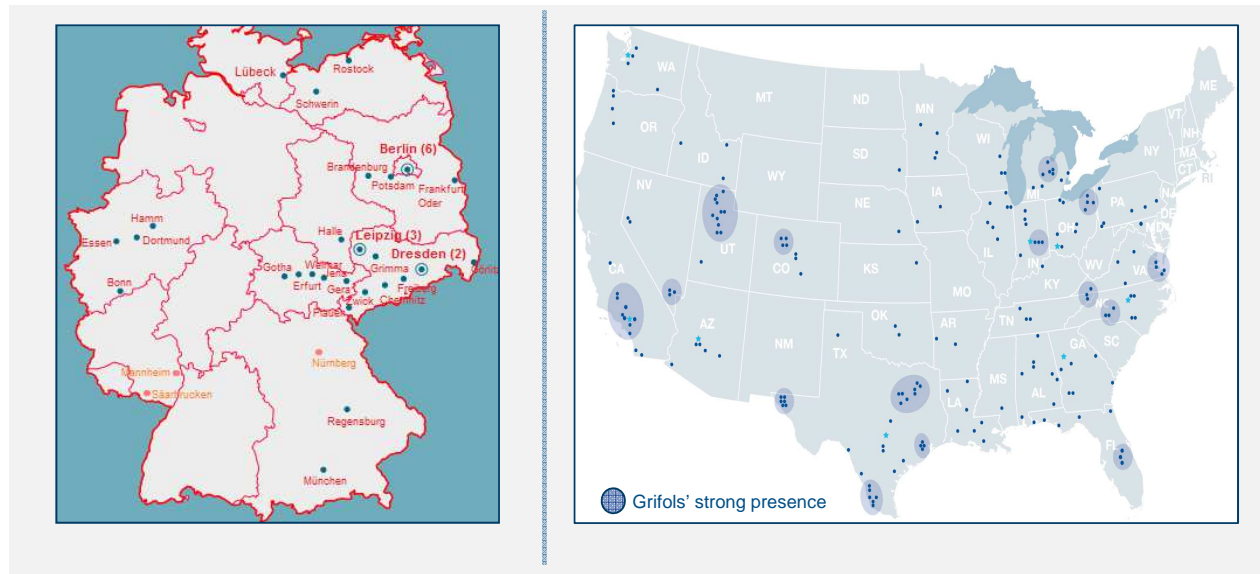 Lübeck
Rostock
Schwerin
Berlin (6)
Brandenburg
Potsdam
Frankfurt
Oder
Hamm
Essen
Dortmund
Halle
Leipzig (3)
Dresden (2)
Görlitz
Gotha
Weimar
Jena
Grimma
Erfurt
Gera
Freiberg
Bonn
Zwick
Chemnitz
Plauen
Nürnberg
Mannheim
Saarbrucken
Regensburg
München
WA
MT
ND
MN
ME
OR
ID
SD
WI
VT
NH
NY
MA
CT
RI
WY
MI
NV
IA
PA
NJ
NE
OH
DE
MD
UT
IL
IN
CA
CO
KS
WV
VA
MO
KY
AZ
NM
OK
AR
TN
SC
TX
MS
AL
GA
LA
FL
Grifols' strong presence